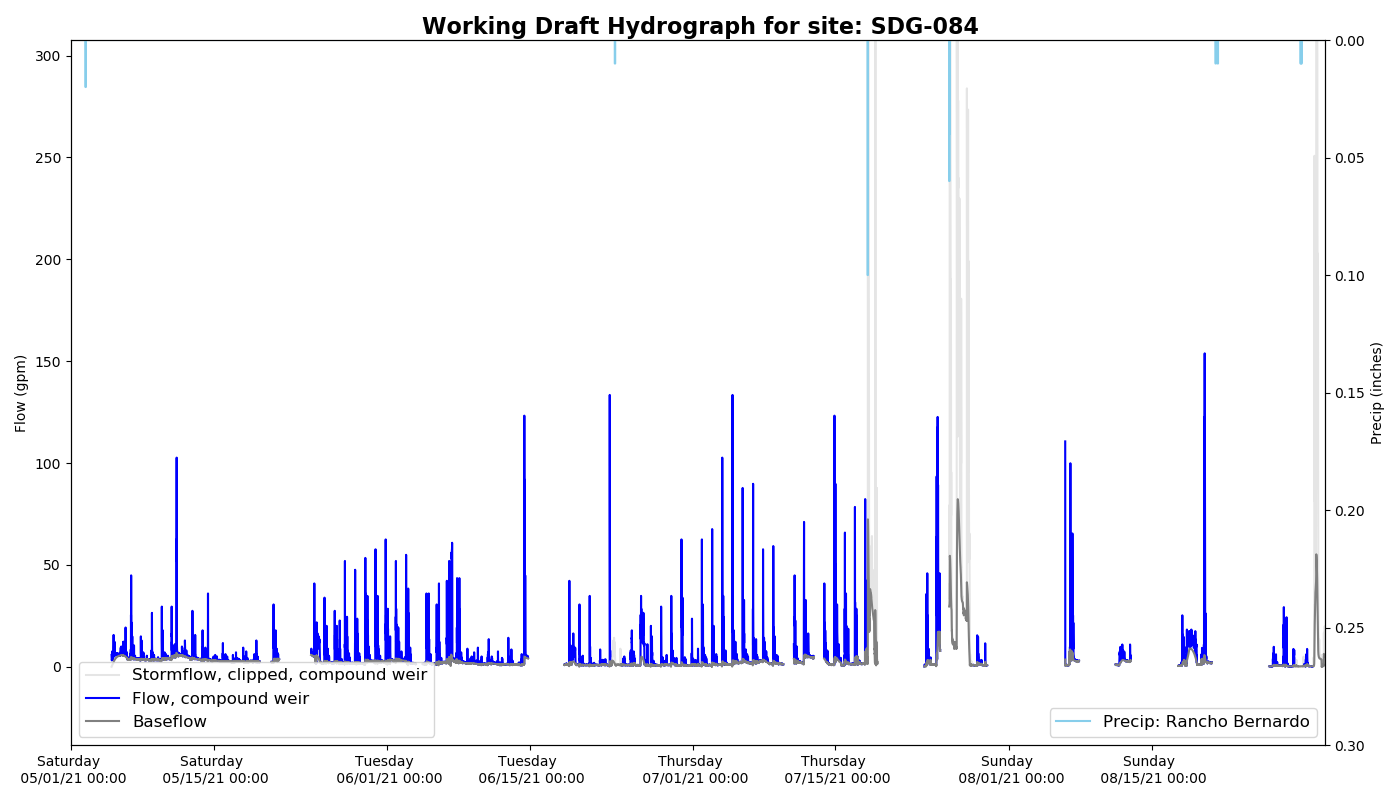 Working Draft Hydrograph for site: SDG-084
300
250
200
150
100
50
0
Flow (gpm)
0.00
0.05
0.10
0.15
0.20
0.25
0.30
Precip (inches)
Stormflow, clipped, compound weir
Flow, compound weir
Baseflow
Precip: Rancho Bernardo
Saturday
05/01/21 00:00
Saturday
05/15/21 00:00
Tuesday
06/01/21 00:00
Tuesday
06/15/21 00:00
Thursday
07/01/21 00:00
Thursday
07/15/21 00:00
Sunday
08/01/21 00:00
Sunday
08/15/21 00:00